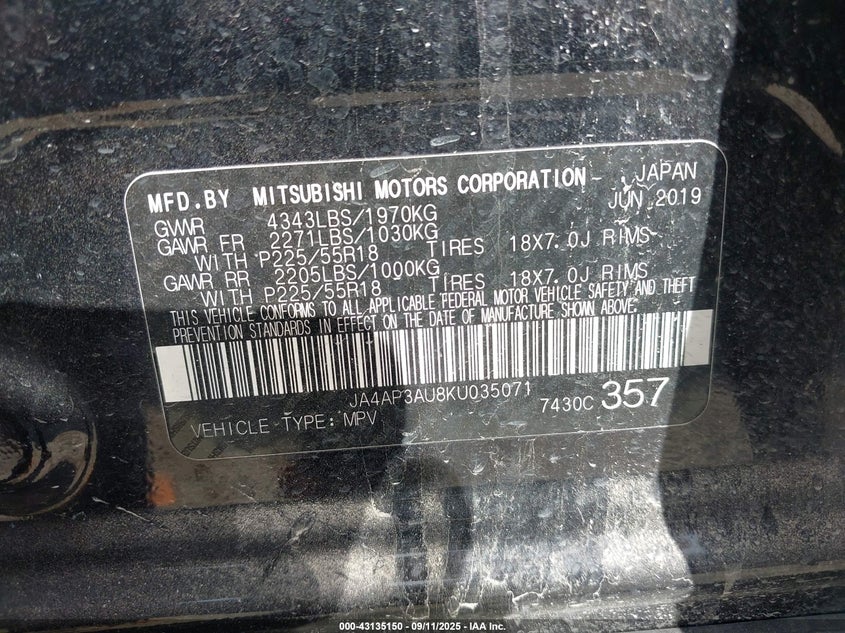 MFD.BY MITSUBISHI MOTORS CORPORATION JAPAN
JUN 2019
GVWR 4343LBS/1970KG
GAWR FR 2271LBS/1030KG
WITH P225/55R18 TIRES 18X7.0J RIMS
GAWR RR 2205LBS/1000KG
WITH P225/55R18 TIRES 18X7.0J RIMS
THIS VEHICLE CONFORMS TO ALL APPLICABLE FEDERAL MOTOR VEHICLE SAFETY AND THEFT
PREVENTION STANDARDS IN EFFECT ON THE DATE OF MANUFACTURE SHOWN ABOVE.
JA4AP3AU8KU035071
7430C 357
VEHICLE TYPE: MPV
000-43135150 - 09/11/2025 - IAA Inc.